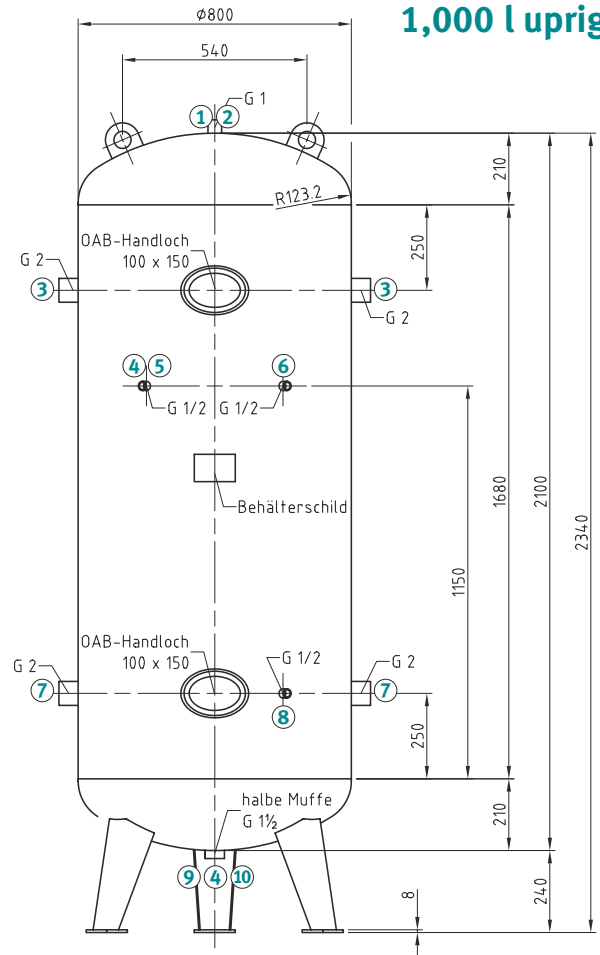 1,000 l uprig
Ø800
540
1 2 G 1
R123.2
210
250
OAB-Handloch
100 x 150
G 2
3
3
G 2
4 5
6
G 1/2 G 1/2
Behälterschild
1680
2100
2340
1150
OAB-Handloch
100 x 150
G 1/2
G 2
G 2
7
7
8
250
halbe Muffe
G 1½
210
9 4 10
8
240